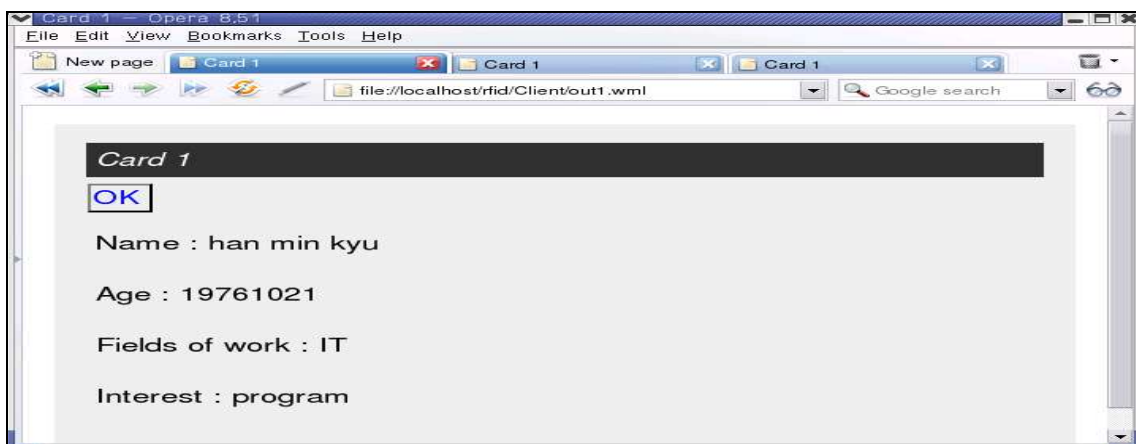 Card 1 – Opera 8.51
File Edit View Bookmarks Tools Help
New page Card 1 Card 1 Card 1
file://localhost/rfid/Client/out1.wml Google search
Card 1
OK
Name : han min kyu
Age : 19761021
Fields of work : IT
Interest : program